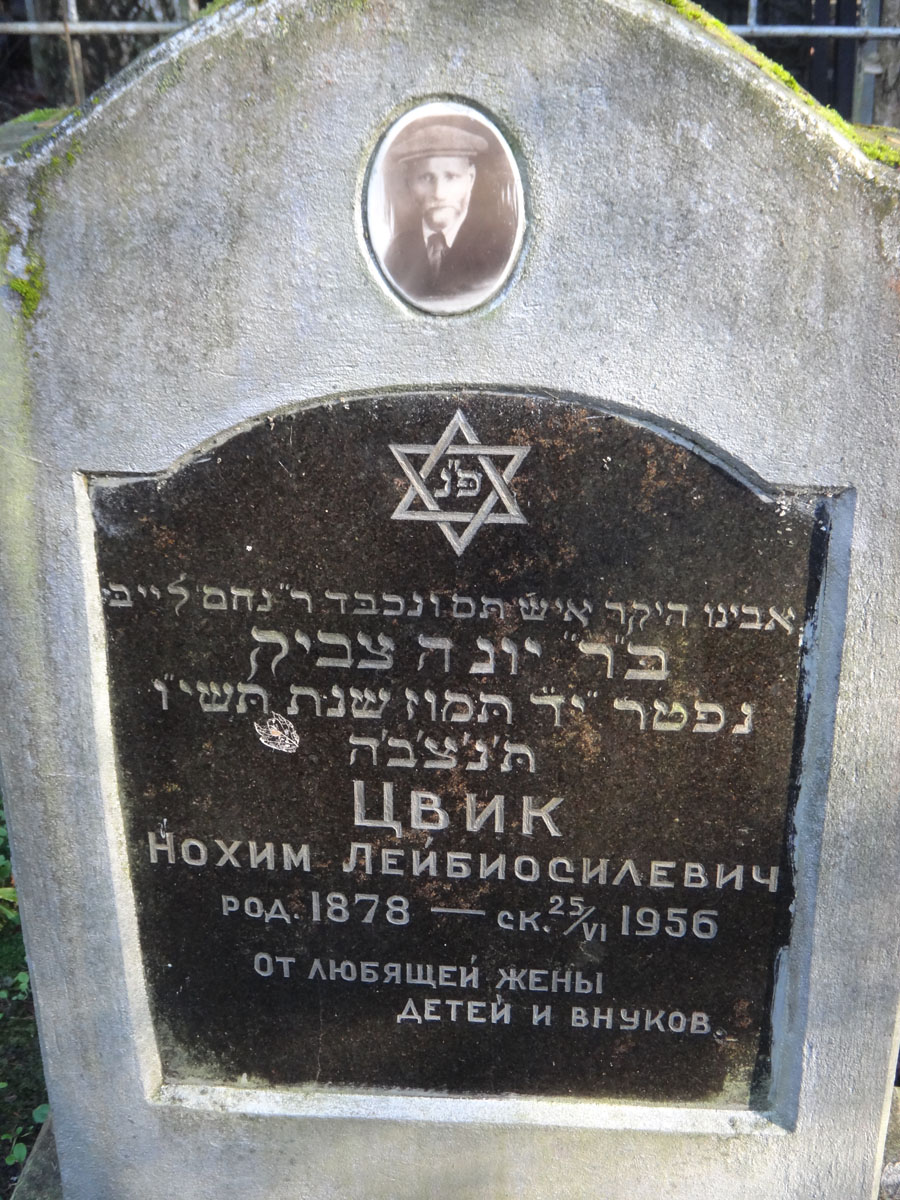 פ"נ
אבינו היקר איש תם ונכבד ר" נחם לייב
ב"ר" יונה צביק
נפטר "יד" תמוז שנת תשי"ו
ת'נ'צ'ב'ה
ЦВИК
НОХИМ ЛЕЙБИОСИЛЕВИЧ
РОД. 1878 — СК. 25/VI 1956
ОТ ЛЮБЯЩЕЙ ЖЕНЫ
ДЕТЕЙ И ВНУКОВ.